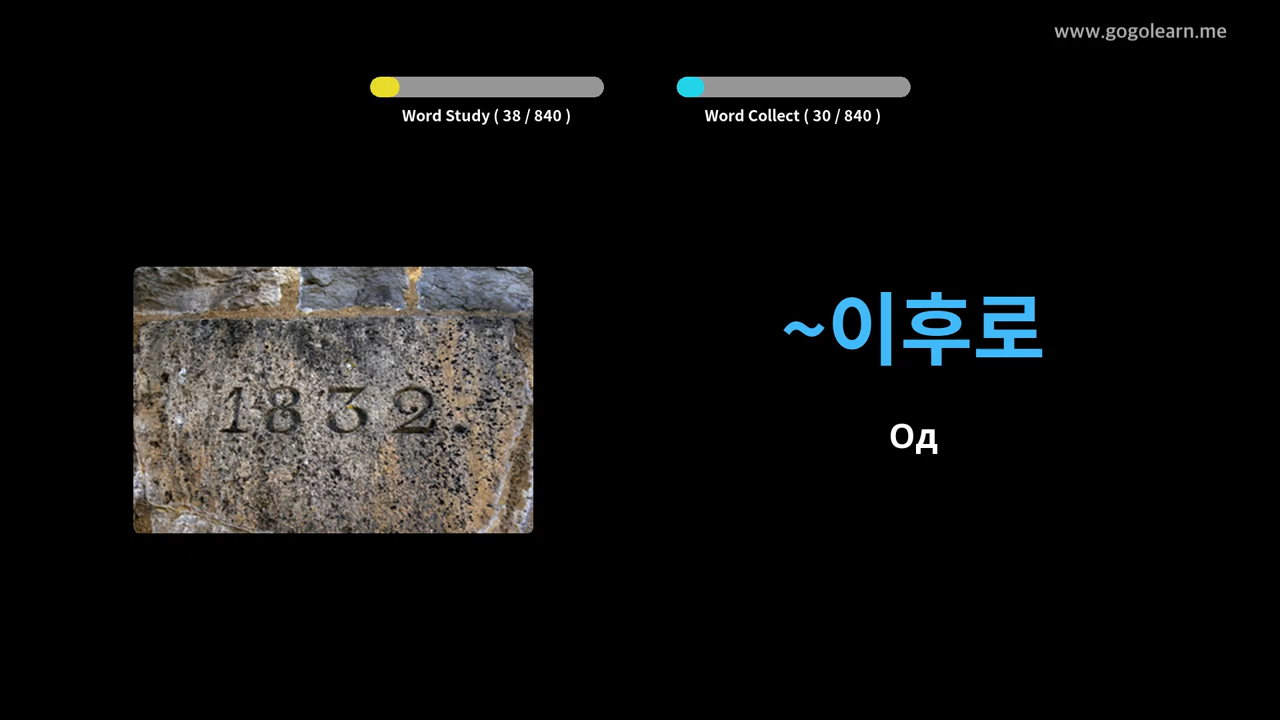 www.gogolearn.me
Word Study ( 38 / 840 )
Word Collect ( 30 / 840 )
1832.
~이후로
Од